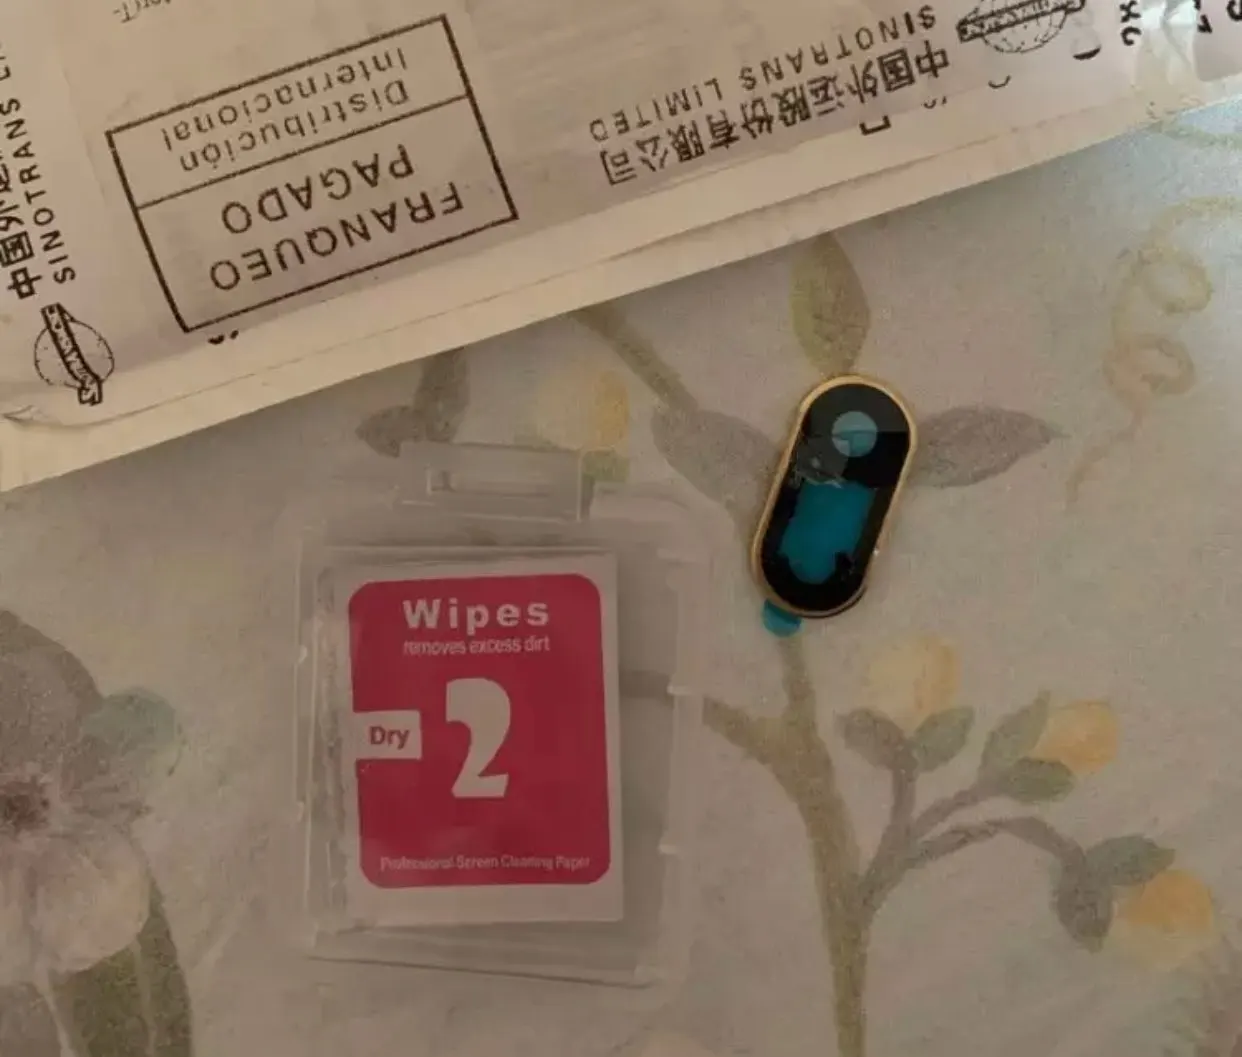 FRANQUEO
PAGADO
Distribución
Internacional
中国外运股份有限公司
SINOTRANS LIMITED
SINOTRANS
Wipes
removes excess dirt
Dry
2
Professional Screen Cleaning Paper